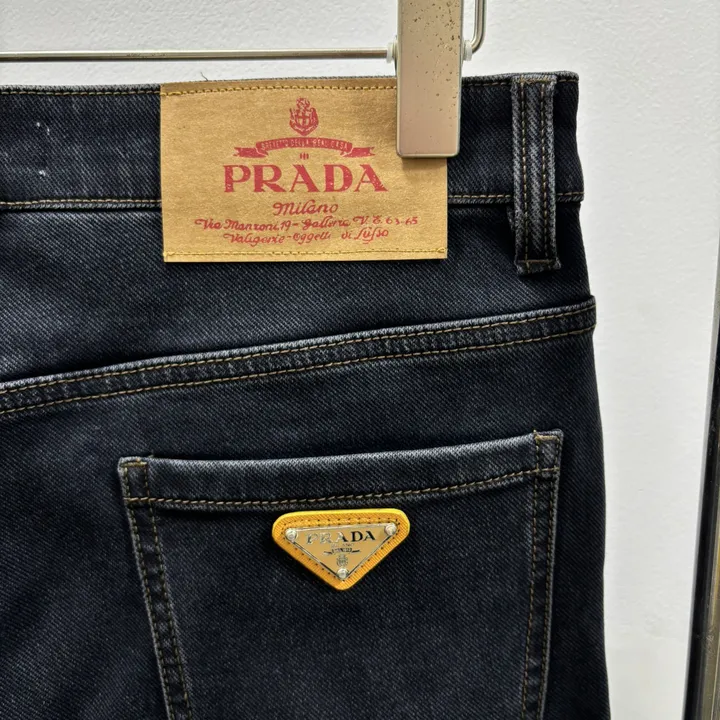 PRADA
Milano
Via Manzoni 19 - Galleria V. E. 63-65
Valigerie - Oggetti di Lusso
PRADA